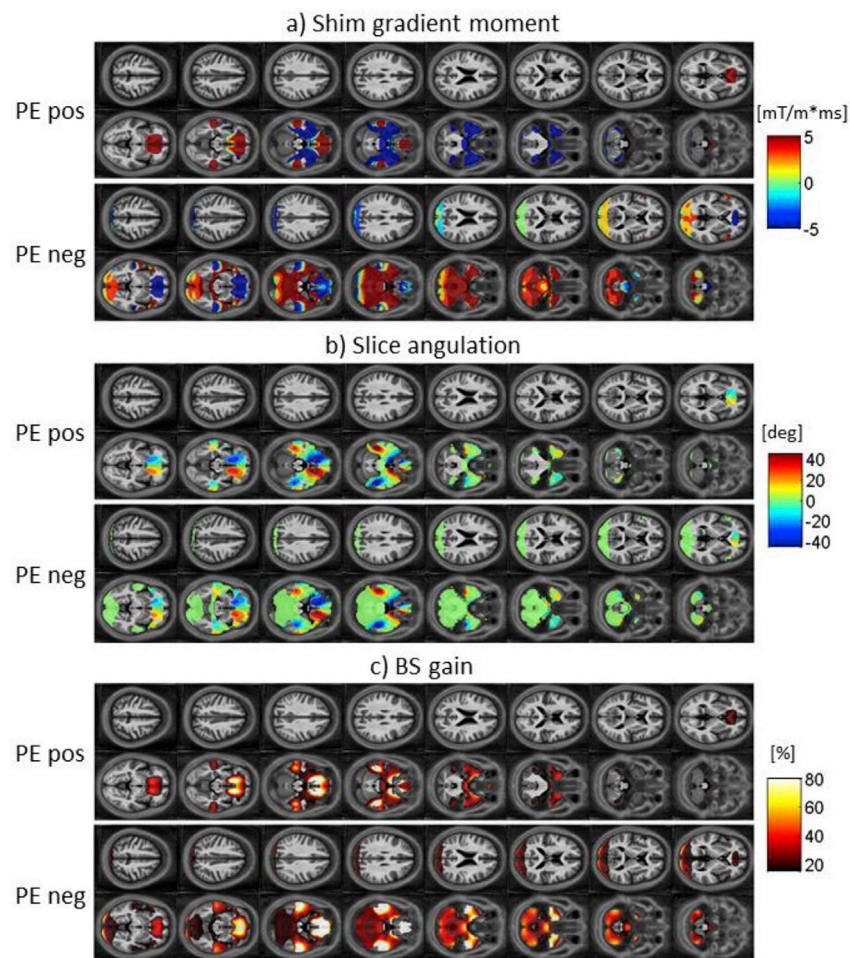 a) Shim gradient moment
PE pos
[mT/m*ms]
5
0
-5
PE neg
b) Slice angulation
PE pos
[deg]
40
20
0
-20
-40
PE neg
c) BS gain
PE pos
[%]
80
60
40
20
PE neg